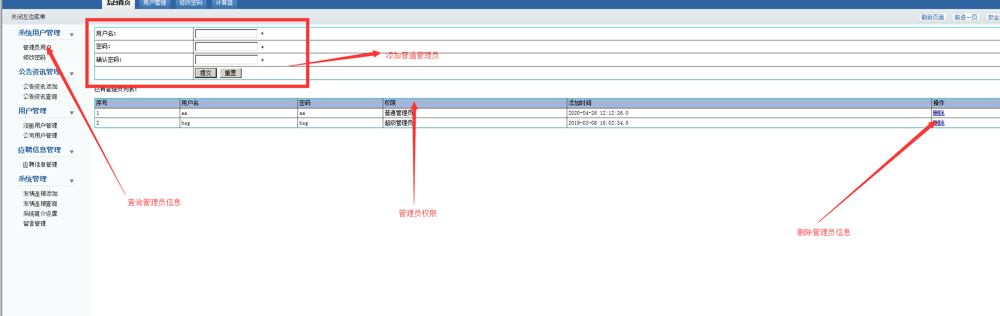 后台首页 用户管理 修改密码 计算器
关闭左边菜单 刷新页面 前进一页 安全
系统用户管理
管理员用户
修改密码
公告资讯管理
公告资讯添加
公告资讯查询
用户管理
注册用户管理
公司用户管理
应聘信息管理
应聘信息管理
系统管理
友情连接添加
友情连接查询
系统简介设置
留言管理
用户名: *
密码: *
确认密码: *
提交 重置
添加普通管理员
已有管理员列表:
序号 用户名 密码 权限 添加时间 操作
1 aa aa 普通管理员 2020-04-26 12:12:26.0 删除
2 hsg hsg 超级管理员 2019-03-08 16:02:54.0 删除
查询管理员信息
管理员权限
删除管理员信息